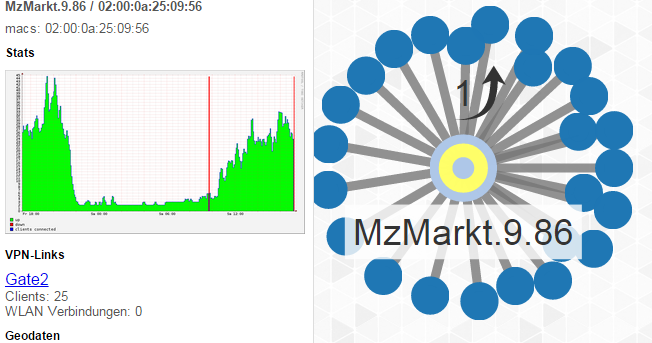 MzMarkt.9.86 / 02:00:0a:25:09:56
macs: 02:00:0a:25:09:56
Stats
Fr 18:00
Sa 00:00
Sa 06:00
Sa 12:00
up
down
clients connected
VPN-Links
Gate2
Clients: 25
WLAN Verbindungen: 0
Geodaten
1
MzMarkt.9.86